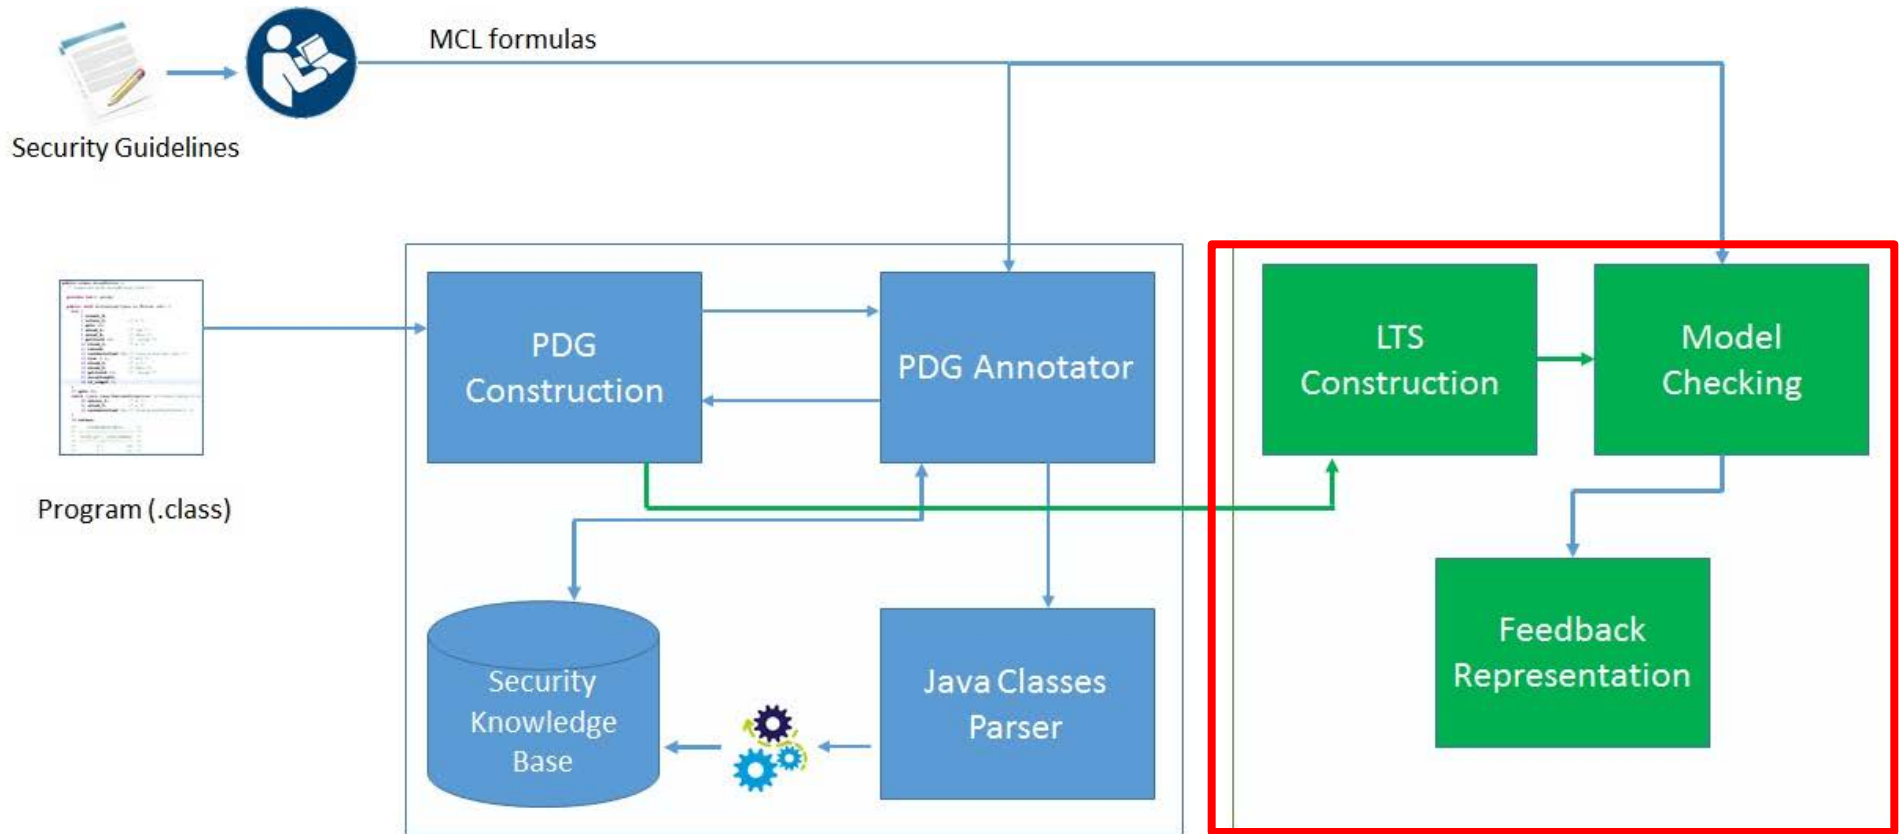 MCL formulas
Security Guidelines
Program (.class)
PDG
Construction
PDG Annotator
LTS
Construction
Model
Checking
Security
Knowledge
Base
Java Classes
Parser
Feedback
Representation